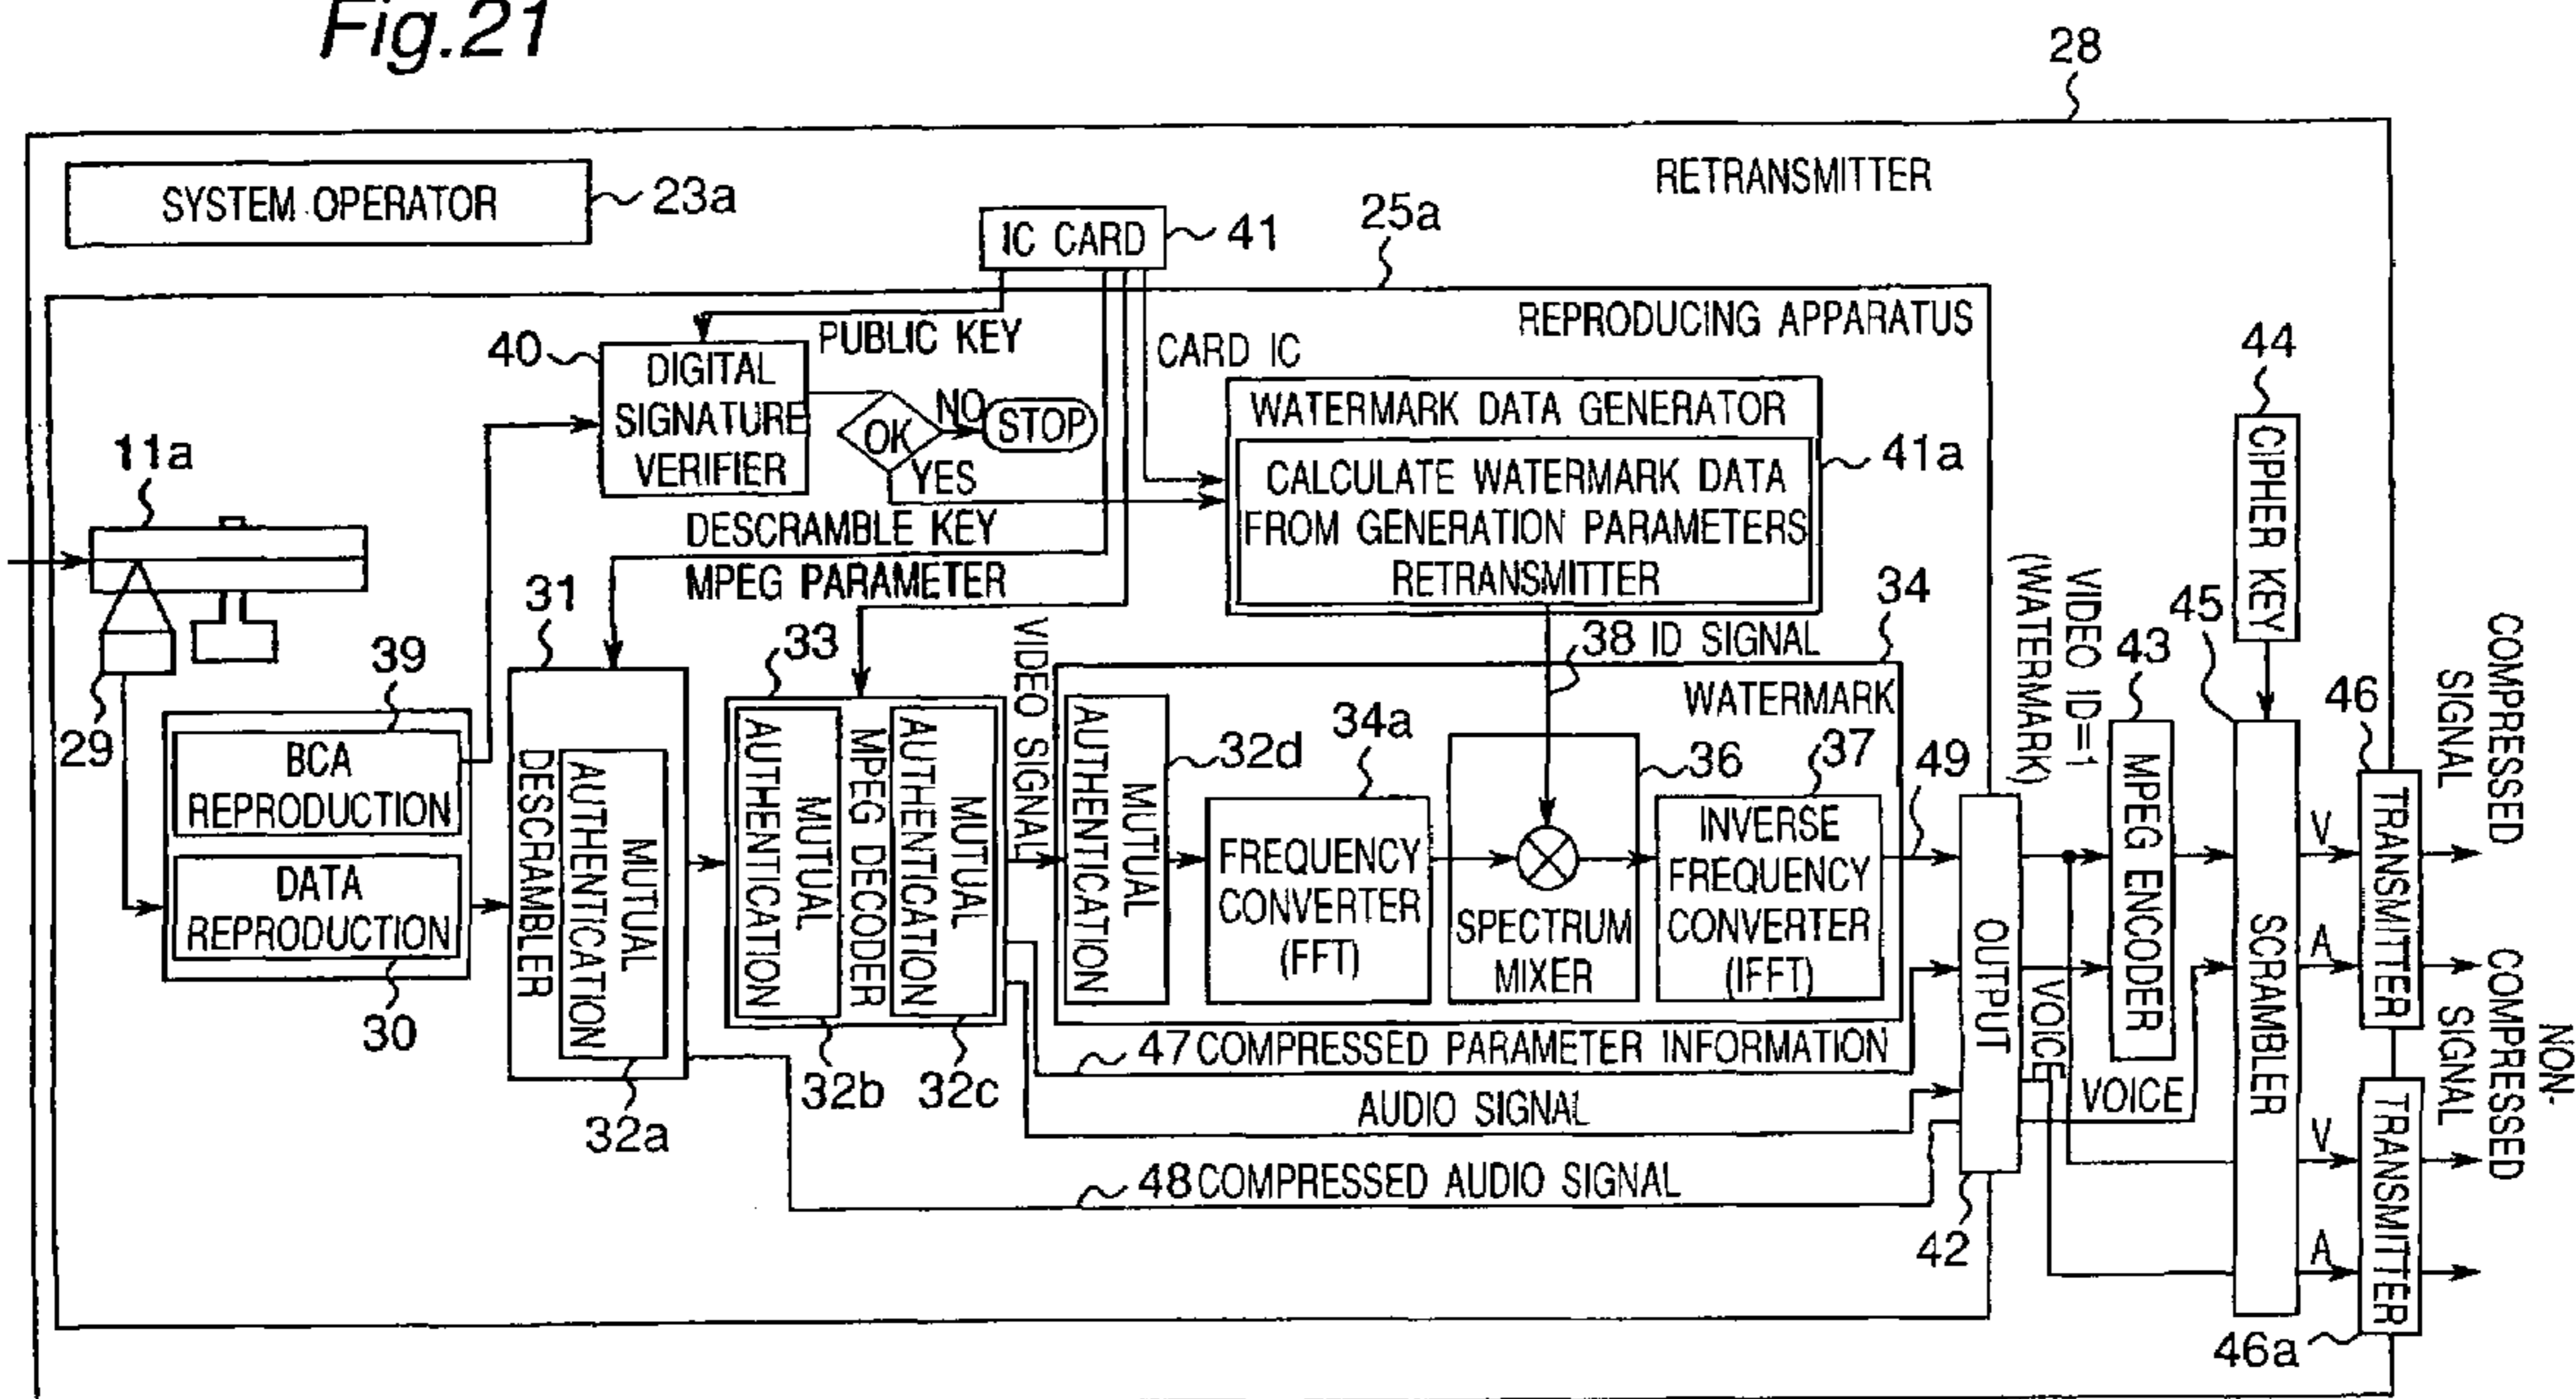 Fig.21
28
RETRANSMITTER
SYSTEM OPERATOR
23a
IC CARD
41
25a
REPRODUCING APPARATUS
PUBLIC KEY
CARD IC
40
DIGITAL
SIGNATURE
VERIFIER
OK
NO
STOP
YES
WATERMARK DATA GENERATOR
CALCULATE WATERMARK DATA
FROM GENERATION PARAMETERS
RETRANSMITTER
41a
44
CIPHER KEY
11a
29
DESCRAMBLE KEY
MPEG PARAMETER
39
BCA
REPRODUCTION
DATA
REPRODUCTION
30
31
DESCRAMBLER
MUTUAL
AUTHENTICATION
32a
33
MUTUAL
AUTHENTICATION
32b
MPEG DECODER
MUTUAL
AUTHENTICATION
32c
VIDEO SIGNAL
38 ID SIGNAL
34
WATERMARK
MUTUAL
AUTHENTICATION
32d
34a
FREQUENCY
CONVERTER
(FFT)
36
SPECTRUM
MIXER
37
INVERSE
FREQUENCY
CONVERTER
(IFFT)
49
47 COMPRESSED PARAMETER INFORMATION
AUDIO SIGNAL
48 COMPRESSED AUDIO SIGNAL
OUTPUT
42
VIDEO ID=1
(WATERMARK)
VOICE
VOICE
43
MPEG ENCODER
45
SCRAMBLER
V
A
V
A
46
TRANSMITTER
TRANSMITTER
46a
COMPRESSED
SIGNAL
NON-
COMPRESSED
SIGNAL